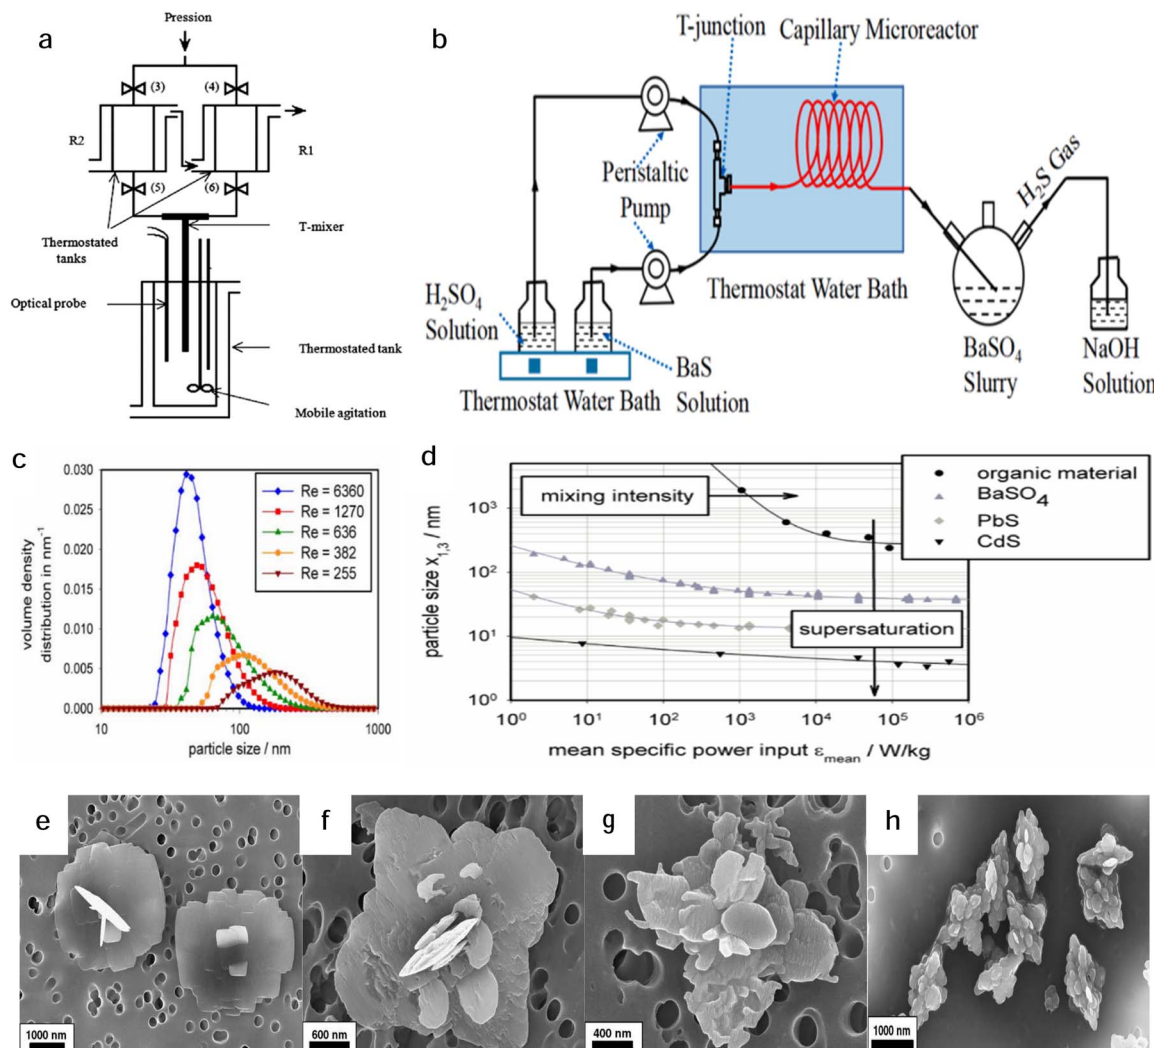 a
Pression
(3)
(4)
R2
R1
(5)
(6)
T-mixer
Thermostated
tanks
Optical probe
Thermostated tank
Mobile agitation
b
T-junction
Capillary Microreactor
Peristaltic
Pump
H₂S Gas
Thermostat Water Bath
H₂SO₄
Solution
BaS
Solution
Thermostat Water Bath
BaSO₄
Slurry
NaOH
Solution
c
volume density
distribution in nm⁻¹
0.030
0.025
0.020
0.015
0.010
0.005
0.000
10
100
1000
particle size / nm
Re = 6360
Re = 1270
Re = 636
Re = 382
Re = 255
d
particle size x₁,₃ / nm
10³
10²
10¹
10⁰
mixing intensity
supersaturation
organic material
BaSO₄
PbS
CdS
10⁰
10¹
10²
10³
10⁴
10⁵
10⁶
mean specific power input εmean / W/kg
e
1000 nm
f
600 nm
g
400 nm
h
1000 nm